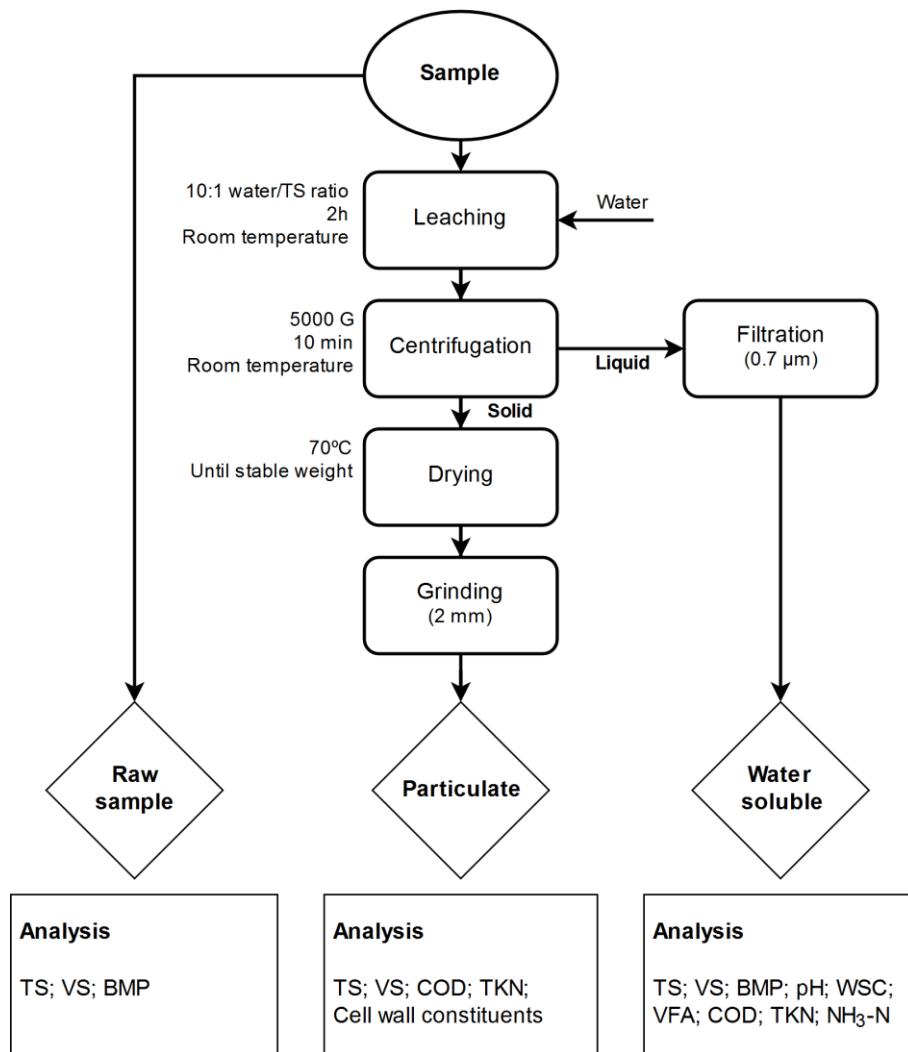 Sample
10:1 water/TS ratio
2h
Room temperature
Leaching
Water
5000 G
10 min
Room temperature
Centrifugation
Liquid
Filtration
(0.7 µm)
Solid
70ºC
Until stable weight
Drying
Grinding
(2 mm)
Raw
sample
Particulate
Water
soluble
Analysis
TS; VS; BMP
Analysis
TS; VS; COD; TKN;
Cell wall constituents
Analysis
TS; VS; BMP; pH; WSC;
VFA; COD; TKN; NH₃-N